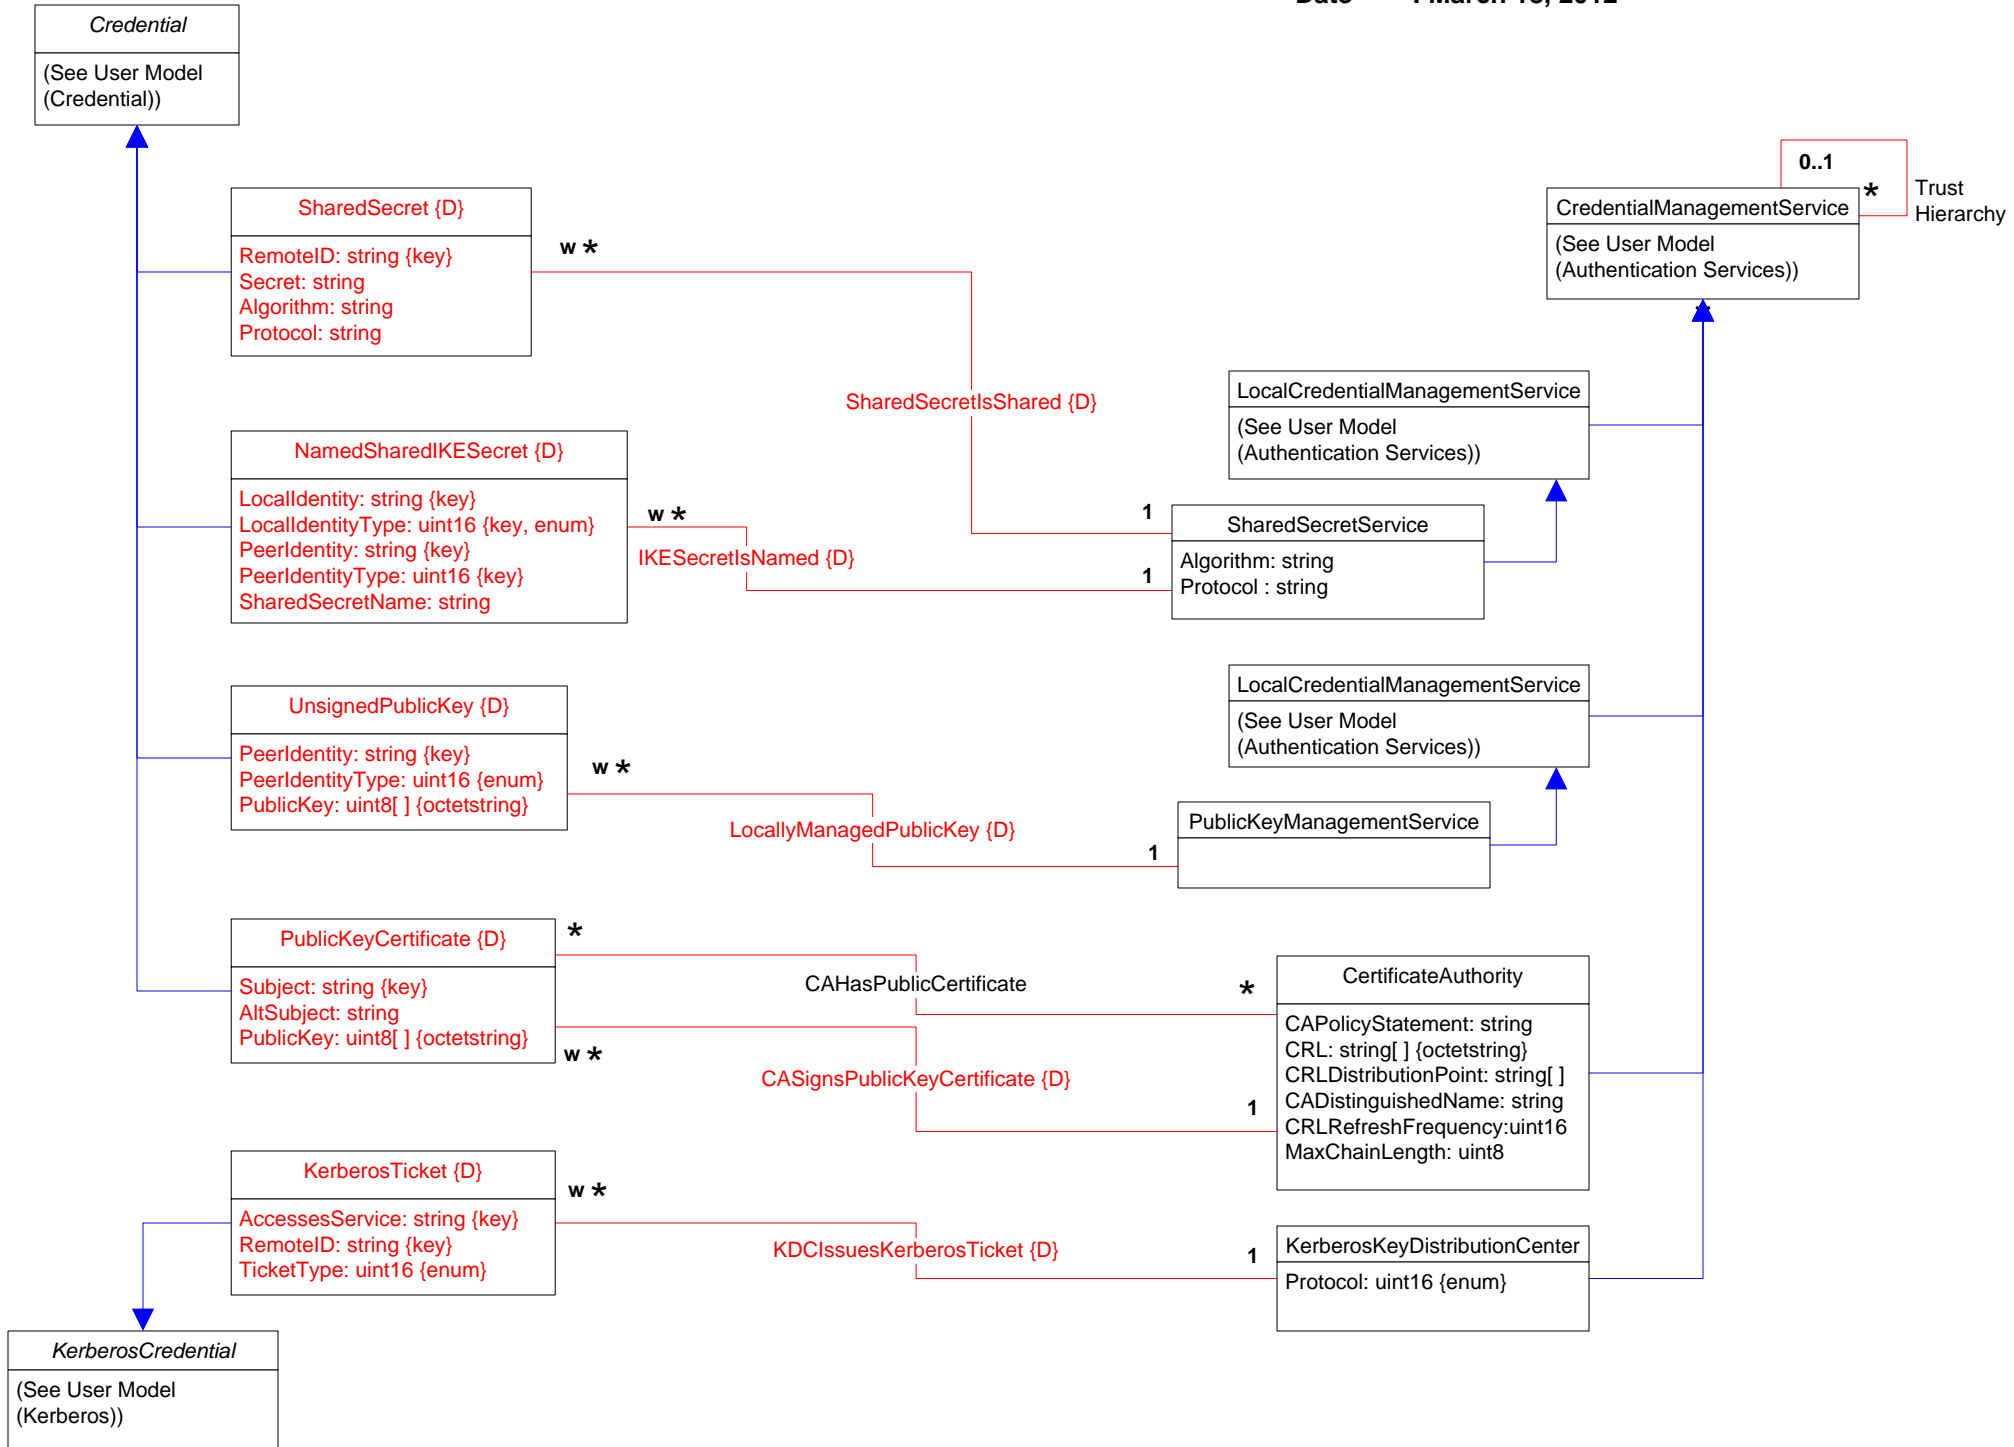 Date : March 15, 2012
Credential
(See User Model
(Credential))
SharedSecret {D}
RemoteID: string {key}
Secret: string
Algorithm: string
Protocol: string
w *
SharedSecretIsShared {D}
0..1
*
Trust
Hierarchy
CredentialManagementService
(See User Model
(Authentication Services))
*
LocalCredentialManagementService
(See User Model
(Authentication Services))
NamedSharedIKESecret {D}
LocalIdentity: string {key}
LocalIdentityType: uint16 {key, enum}
PeerIdentity: string {key}
PeerIdentityType: uint16 {key}
SharedSecretName: string
w *
IKESecretIsNamed {D}
1
1
SharedSecretService
Algorithm: string
Protocol : string
UnsignedPublicKey {D}
PeerIdentity: string {key}
PeerIdentityType: uint16 {enum}
PublicKey: uint8[ ] {octetstring}
w *
LocallyManagedPublicKey {D}
1
LocalCredentialManagementService
(See User Model
(Authentication Services))
PublicKeyManagementService
PublicKeyCertificate {D}
Subject: string {key}
AltSubject: string
PublicKey: uint8[ ] {octetstring}
*
CAHasPublicCertificate
*
w *
CASignsPublicKeyCertificate {D}
1
CertificateAuthority
CAPolicyStatement: string
CRL: string[ ] {octetstring}
CRLDistributionPoint: string[ ]
CADistinguishedName: string
CRLRefreshFrequency:uint16
MaxChainLength: uint8
KerberosTicket {D}
AccessesService: string {key}
RemoteID: string {key}
TicketType: uint16 {enum}
w *
KDCIssuesKerberosTicket {D}
1
KerberosKeyDistributionCenter
Protocol: uint16 {enum}
KerberosCredential
(See User Model
(Kerberos))